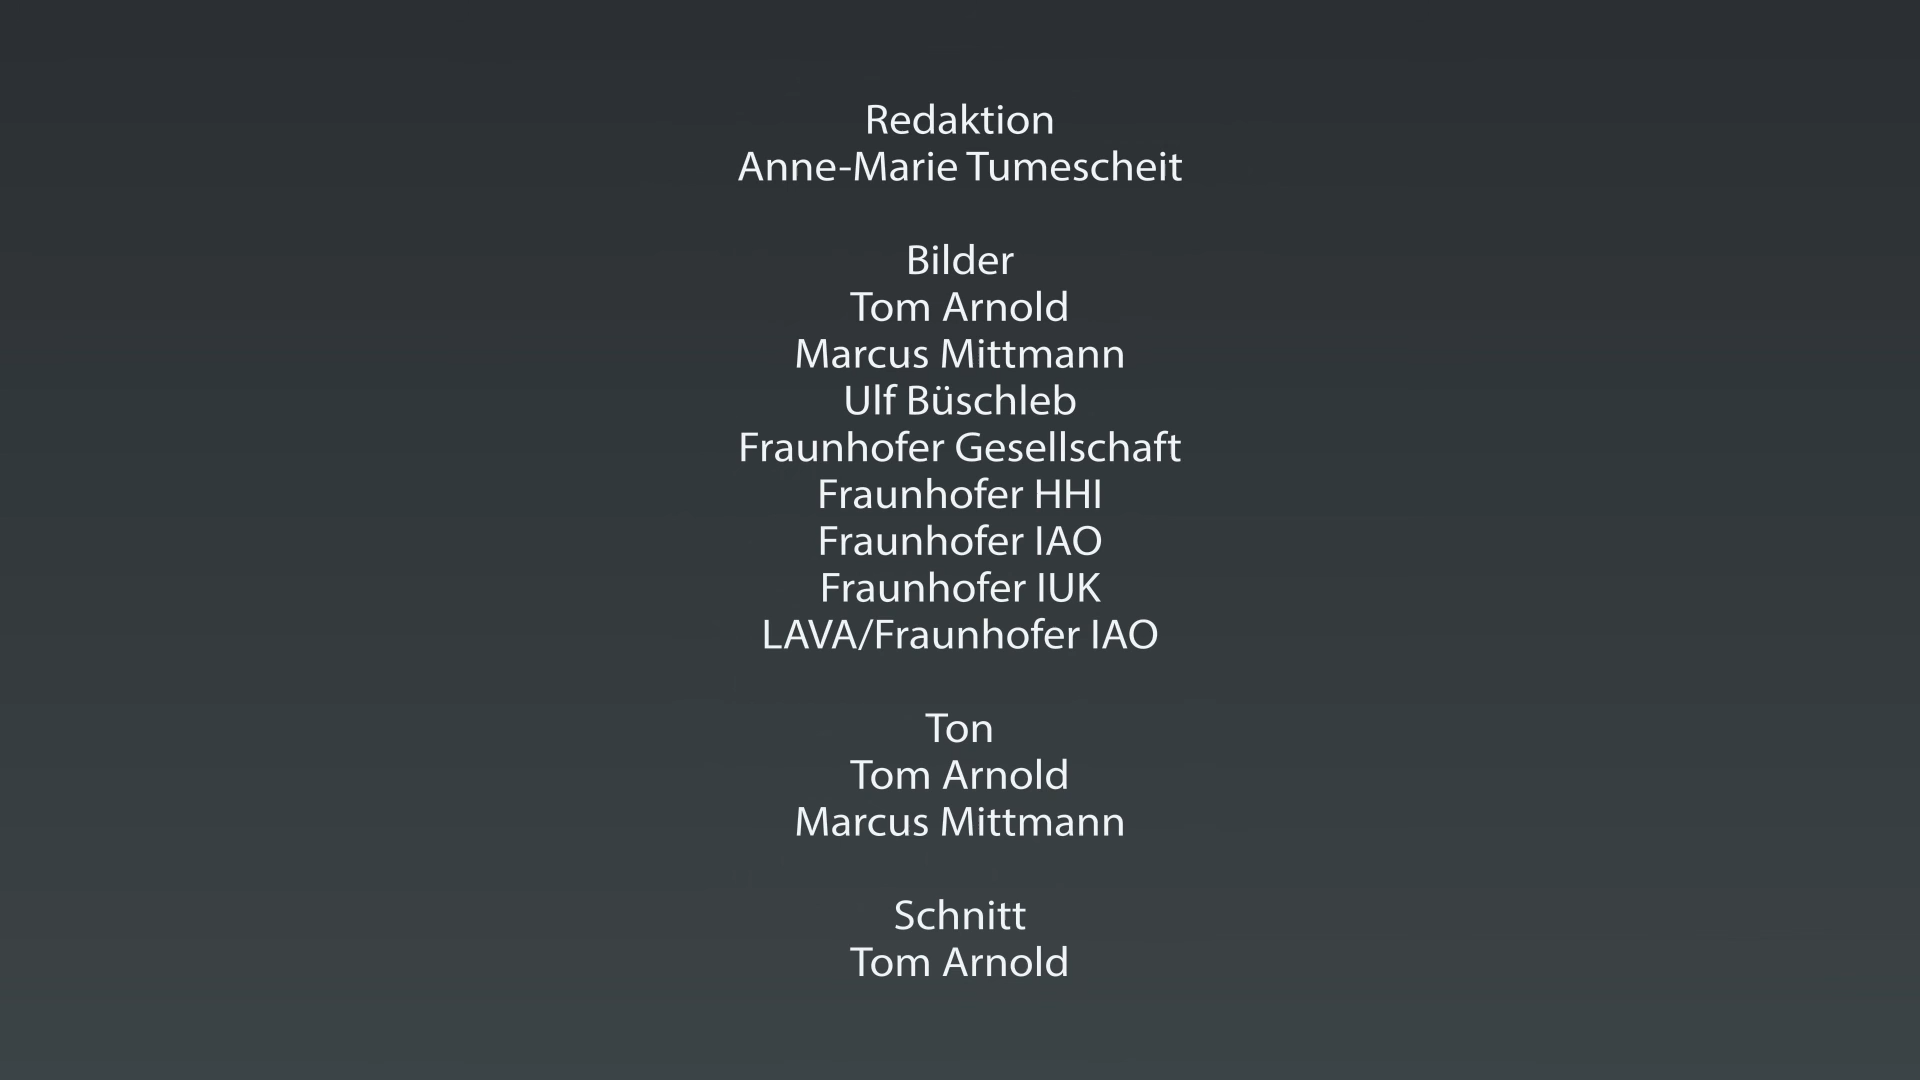 Redaktion
Anne-Marie Tumescheit
Bilder
Tom Arnold
Marcus Mittmann
Ulf Büschleb
Fraunhofer Gesellschaft
Fraunhofer HHI
Fraunhofer IAO
Fraunhofer IUK
LAVA/Fraunhofer IAO
Ton
Tom Arnold
Marcus Mittmann
Schnitt
Tom Arnold